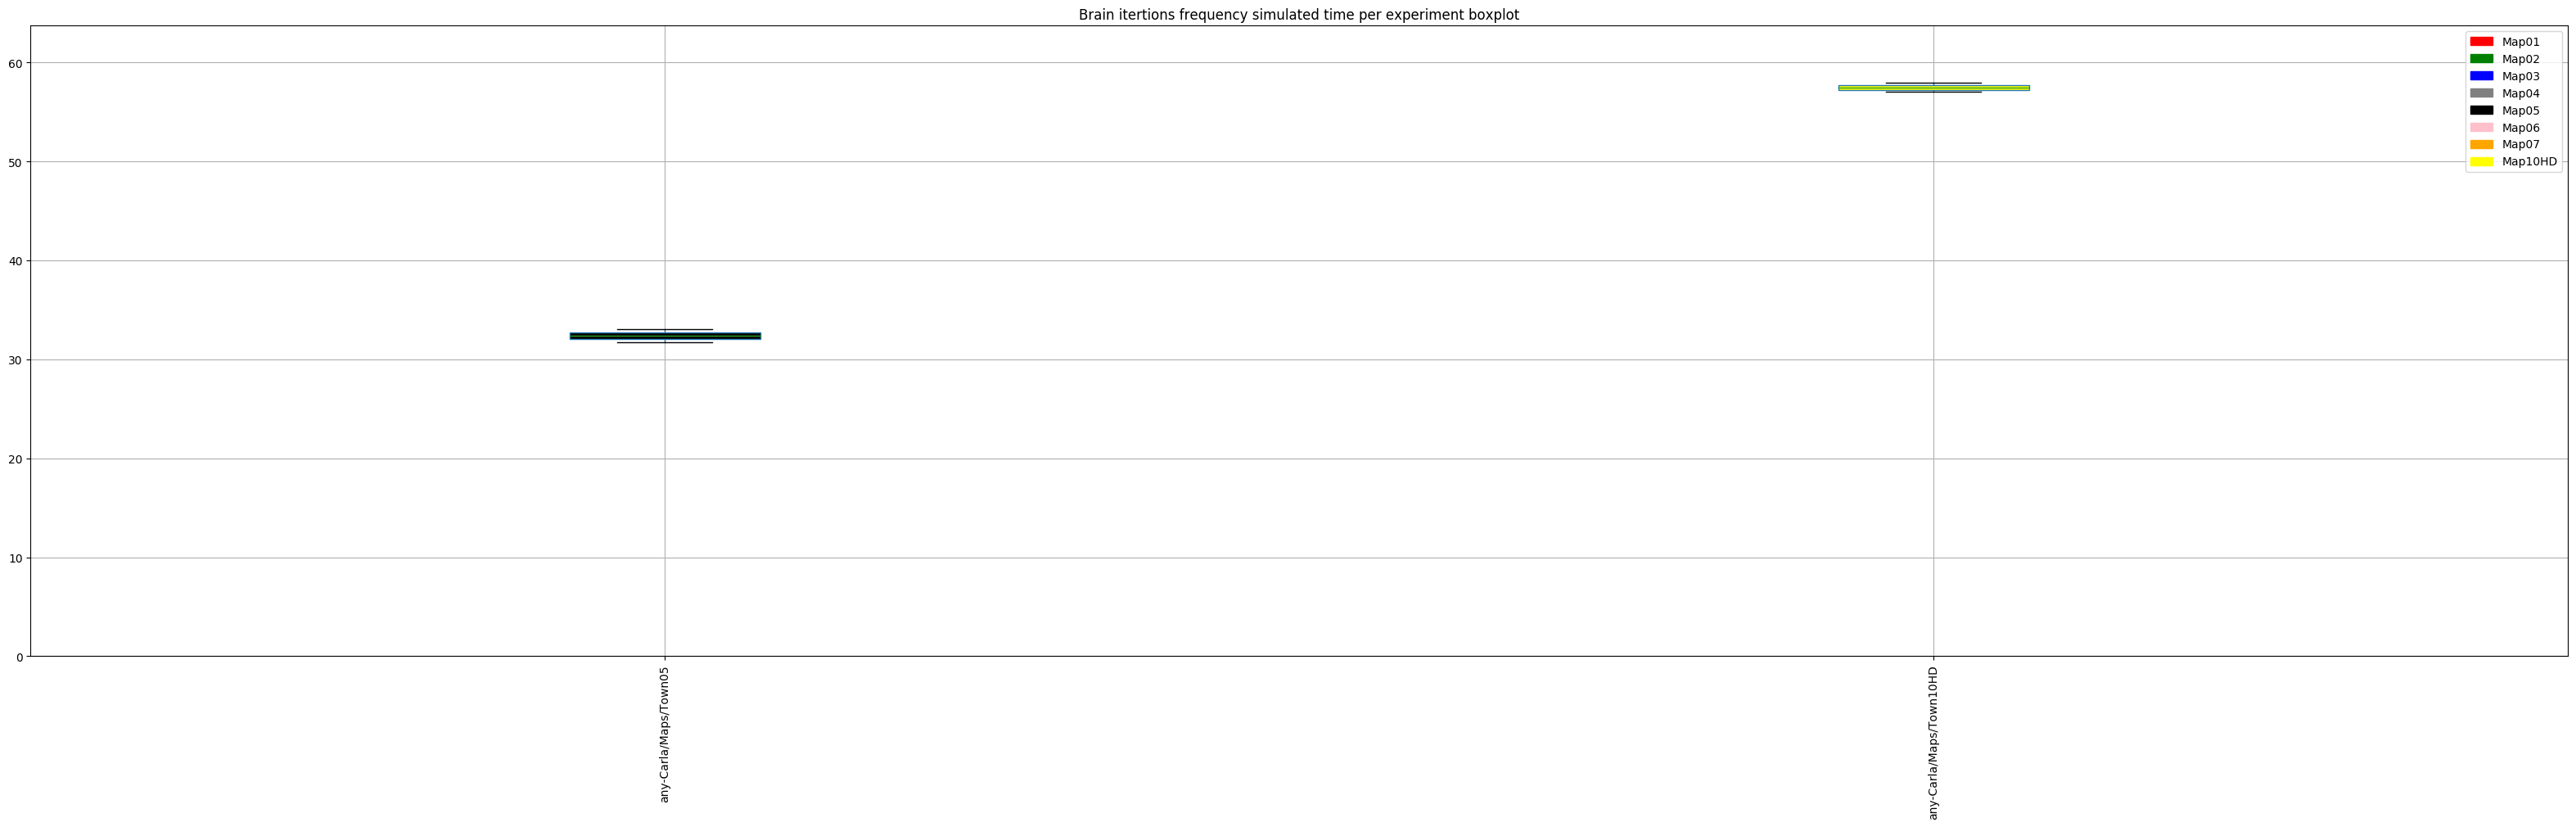 Brain itertions frequency simulated time per experiment boxplot
60
50
40
30
20
10
0
Map01
Map02
Map03
Map04
Map05
Map06
Map07
Map10HD
any-Carla/Maps/Town05
any-Carla/Maps/Town10HD